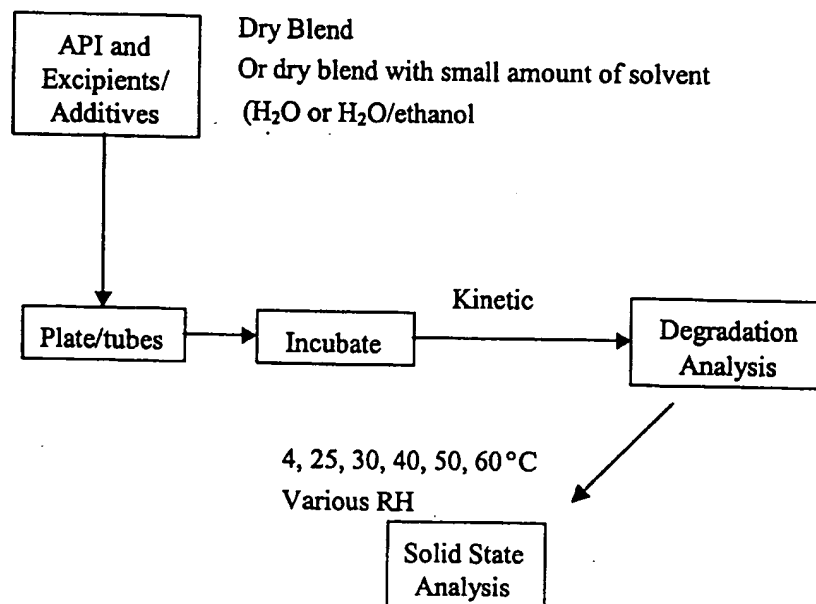 API and
Excipients/
Additives
Dry Blend
Or dry blend with small amount of solvent
(H₂O or H₂O/ethanol
Plate/tubes
Incubate
Kinetic
Degradation
Analysis
4, 25, 30, 40, 50, 60°C
Various RH
Solid State
Analysis